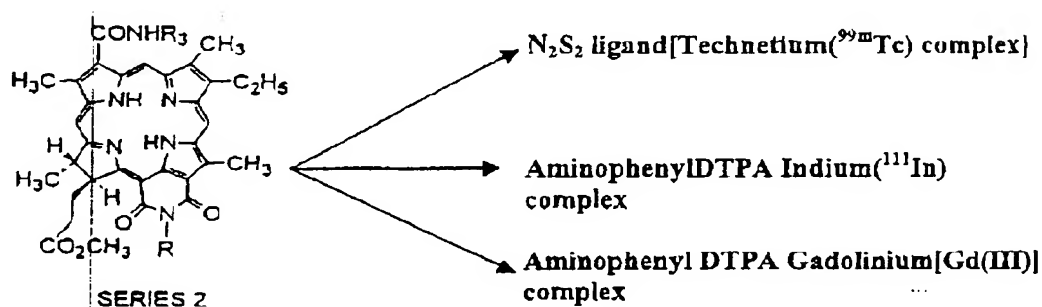 CONHR₃
CH₃
H₃C
C₂H₅
NH N
N HN
H
H₃C
CH₃
H
O N O
CO₂CH₃
R
SERIES 2
N₂S₂ ligand[Technetium(⁹⁹ᵐTc) complex}
AminophenylDTPA Indium(¹¹¹In)
complex
Aminophenyl DTPA Gadolinium[Gd(III)]
complex